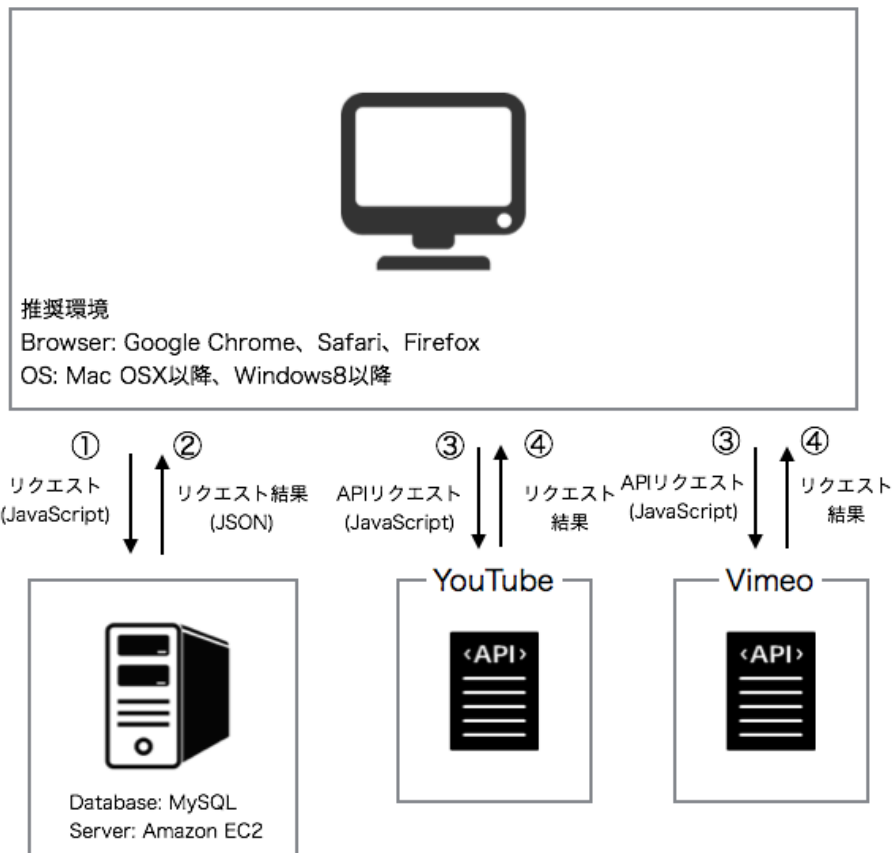 推奨環境
Browser: Google Chrome、Safari、Firefox
OS: Mac OSX以降、Windows8以降
①
リクエスト
(JavaScript)
②
リクエスト結果
(JSON)
③
APIリクエスト
(JavaScript)
④
リクエスト
結果
③
APIリクエスト
(JavaScript)
④
リクエスト
結果
Database: MySQL
Server: Amazon EC2
YouTube
‹API›
Vimeo
‹API›